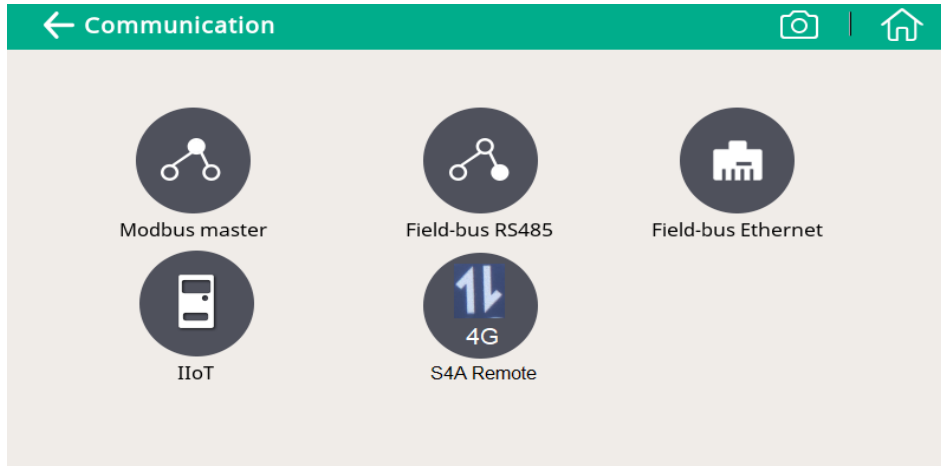 Communication
Modbus master
Field-bus RS485
Field-bus Ethernet
4G
IIoT
S4A Remote